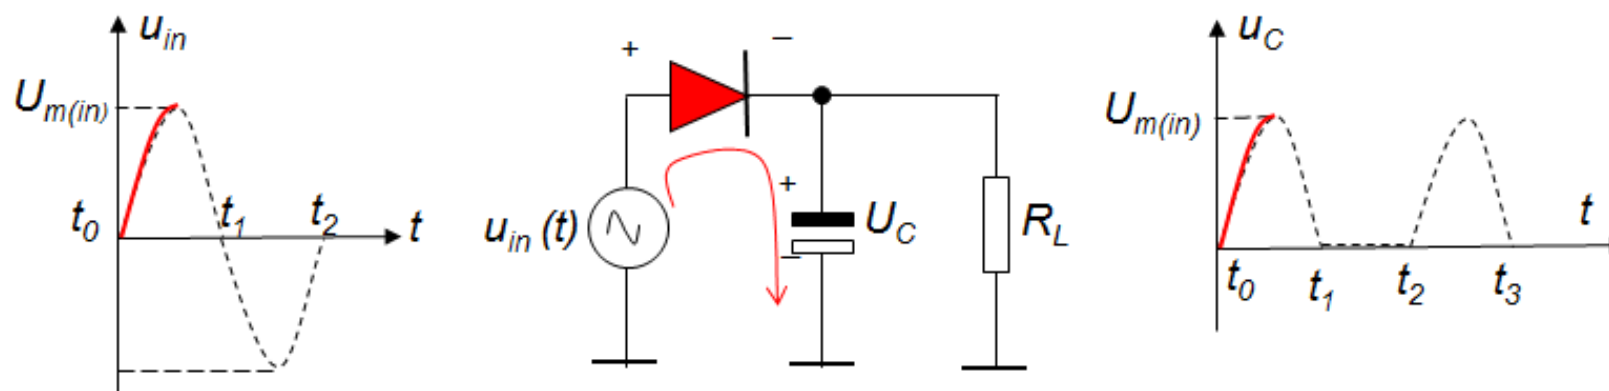 u_in
U_m(in)
t_0
t_1
t_2
t
+
–
u_in (t)
+
–
U_C
R_L
u_C
U_m(in)
t
t_0
t_1
t_2
t_3